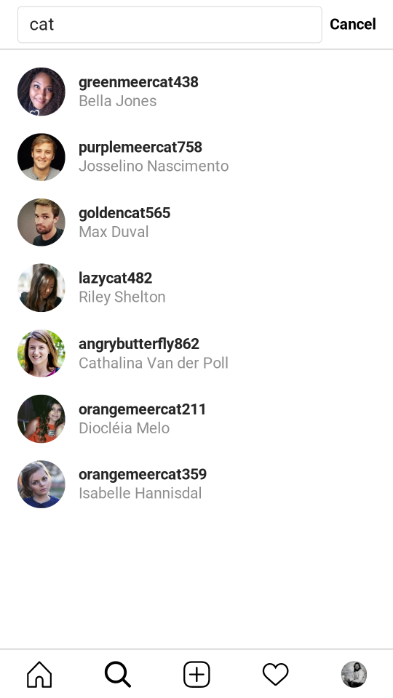 cat
Cancel
greenmeercat438
Bella Jones
purplemeercat758
Josselino Nascimento
goldencat565
Max Duval
lazycat482
Riley Shelton
angrybutterfly862
Cathalina Van der Poll
orangemeercat211
Diocléia Melo
orangemeercat359
Isabelle Hannisdal